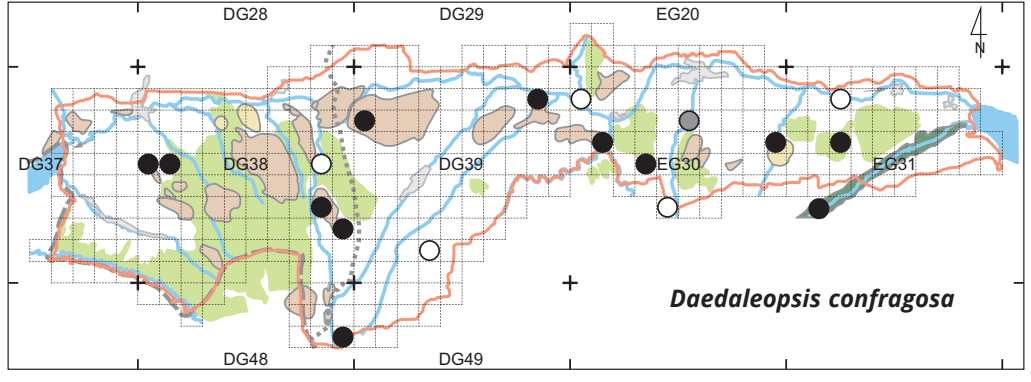 DG28 DG29 EG20
N
DG37 DG38 DG39 EG30 EG31
Daedaleopsis confragosa
DG48 DG49